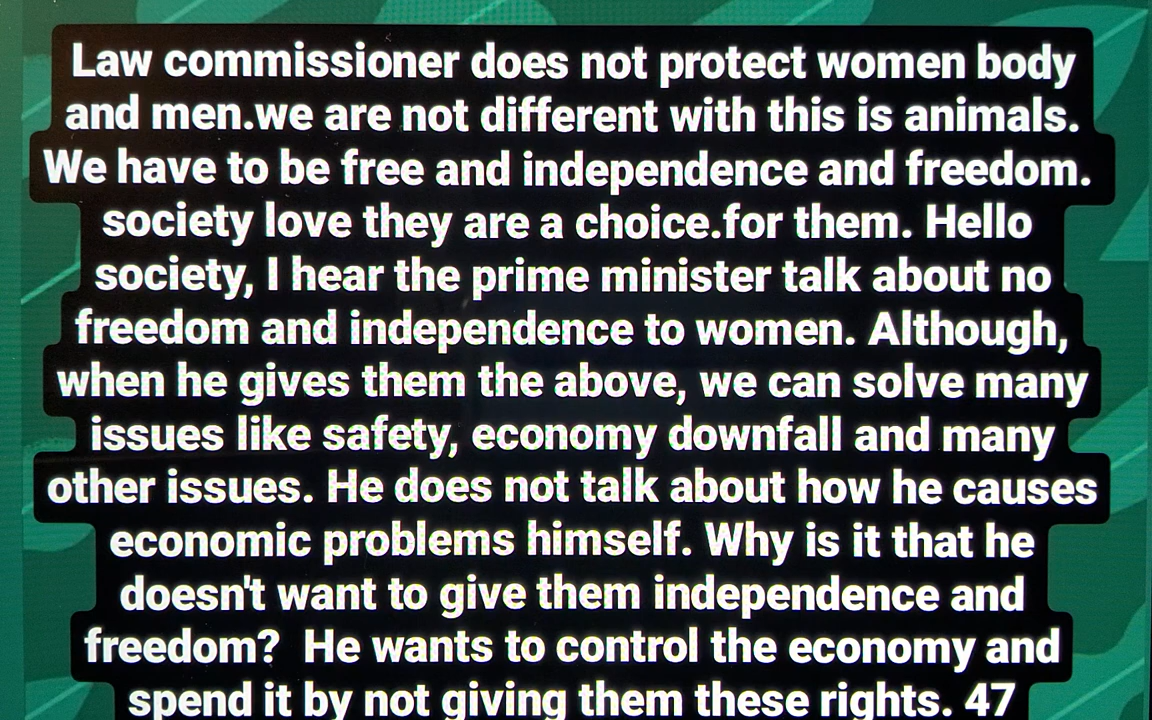 Law commissioner does not protect women body
and men.we are not different with this is animals.
We have to be free and independence and freedom.
society love they are a choice.for them. Hello
society, I hear the prime minister talk about no
freedom and independence to women. Although,
when he gives them the above, we can solve many
issues like safety, economy downfall and many
other issues. He does not talk about how he causes
economic problems himself. Why is it that he
doesn't want to give them independence and
freedom?  He wants to control the economy and
spend it by not giving them these rights. 47